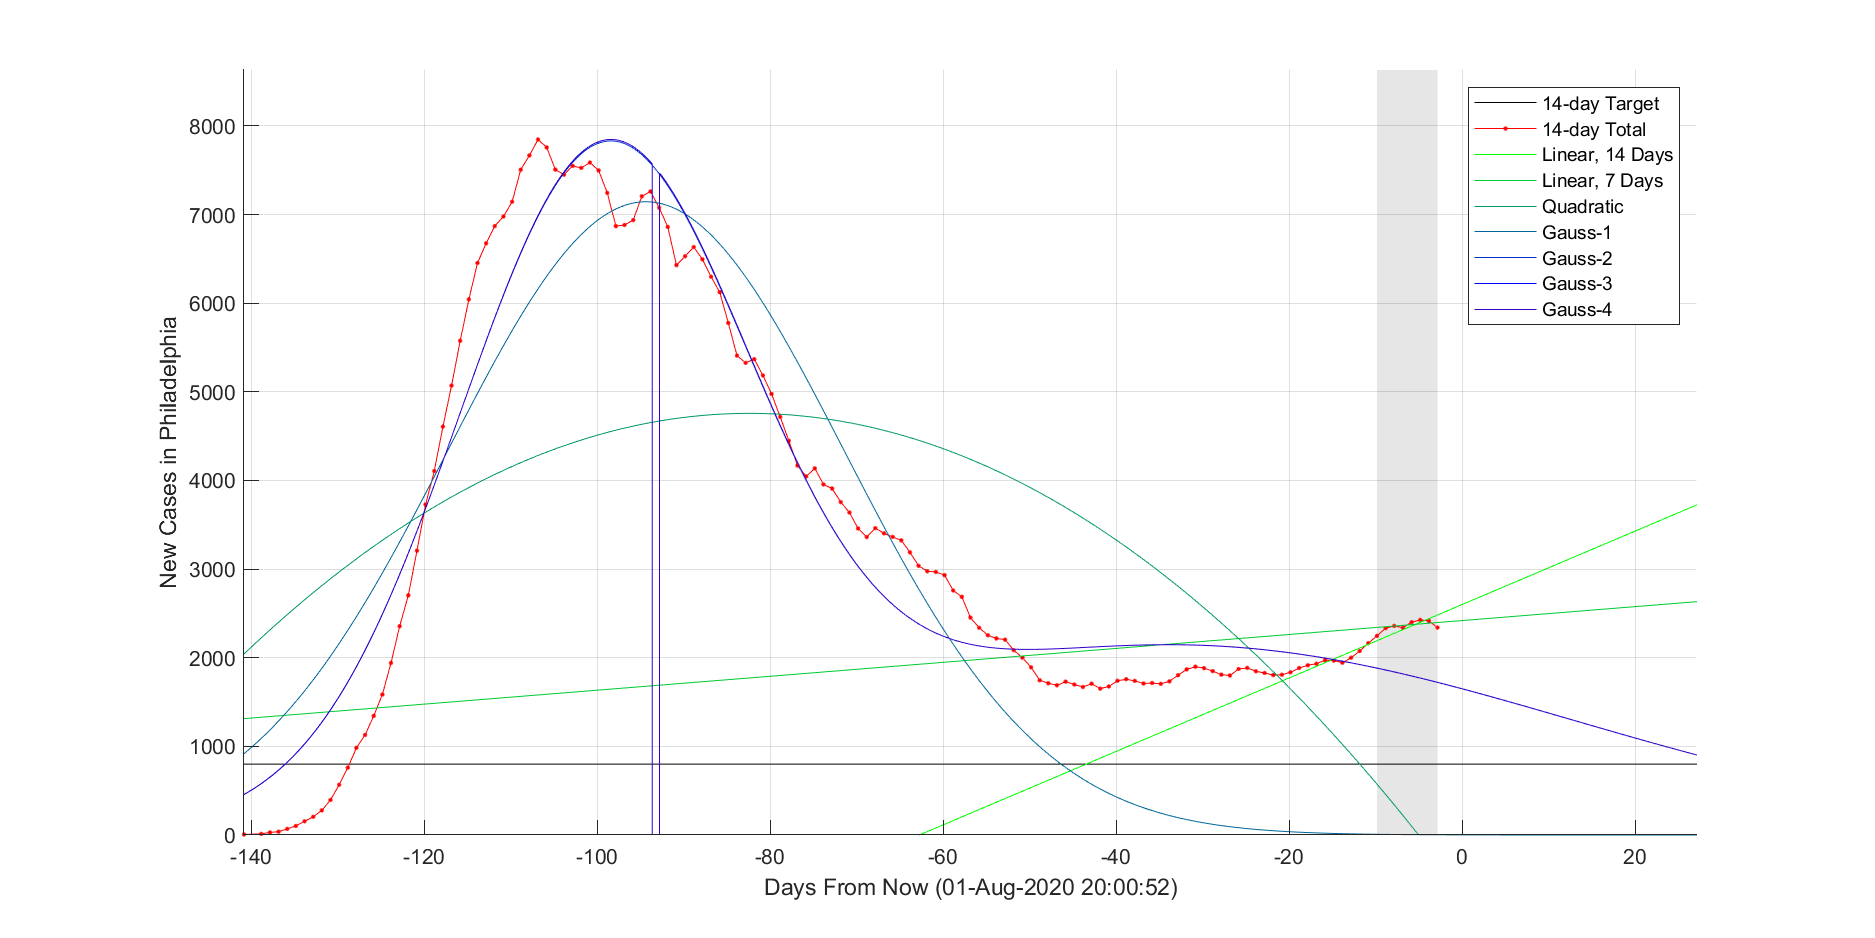 8000
7000
6000
5000
4000
3000
2000
1000
0
New Cases in Philadelphia
-140
-120
-100
-80
-60
-40
-20
0
20
Days From Now (01-Aug-2020 20:00:52)
14-day Target
14-day Total
Linear, 14 Days
Linear, 7 Days
Quadratic
Gauss-1
Gauss-2
Gauss-3
Gauss-4